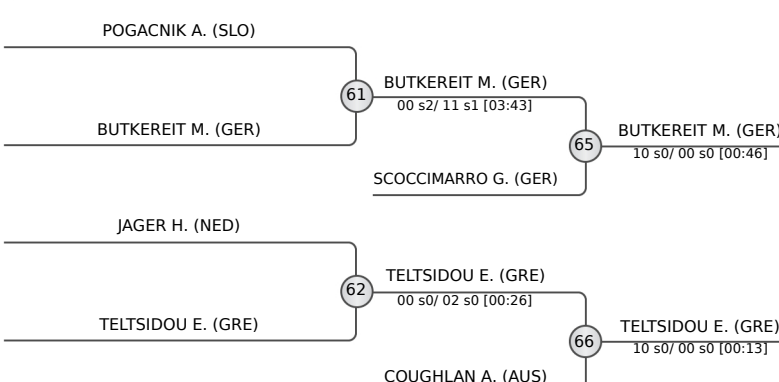 POGACNIK A. (SLO)
61
BUTKEREIT M. (GER)
00 s2/ 11 s1 [03:43]
BUTKEREIT M. (GER)
65
BUTKEREIT M. (GER)
10 s0/ 00 s0 [00:46]
SCOCCIMARRO G. (GER)
JAGER H. (NED)
62
TELTSIDOU E. (GRE)
00 s0/ 02 s0 [00:26]
TELTSIDOU E. (GRE)
66
TELTSIDOU E. (GRE)
10 s0/ 00 s0 [00:13]
COUGHLAN A. (AUS)